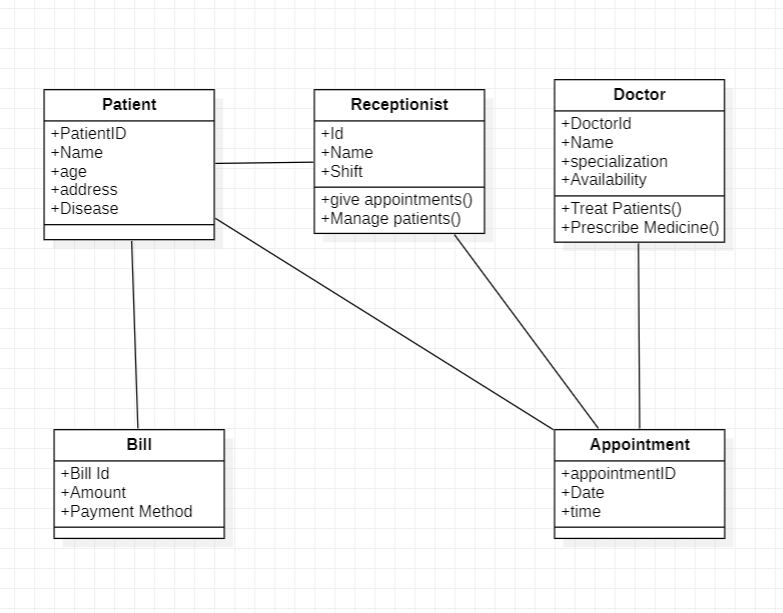 Patient
+PatientID
+Name
+age
+address
+Disease
Receptionist
+Id
+Name
+Shift
+give appointments()
+Manage patients()
Doctor
+DoctorId
+Name
+specialization
+Availability
+Treat Patients()
+Prescribe Medicine()
Bill
+Bill Id
+Amount
+Payment Method
Appointment
+appointmentID
+Date
+time